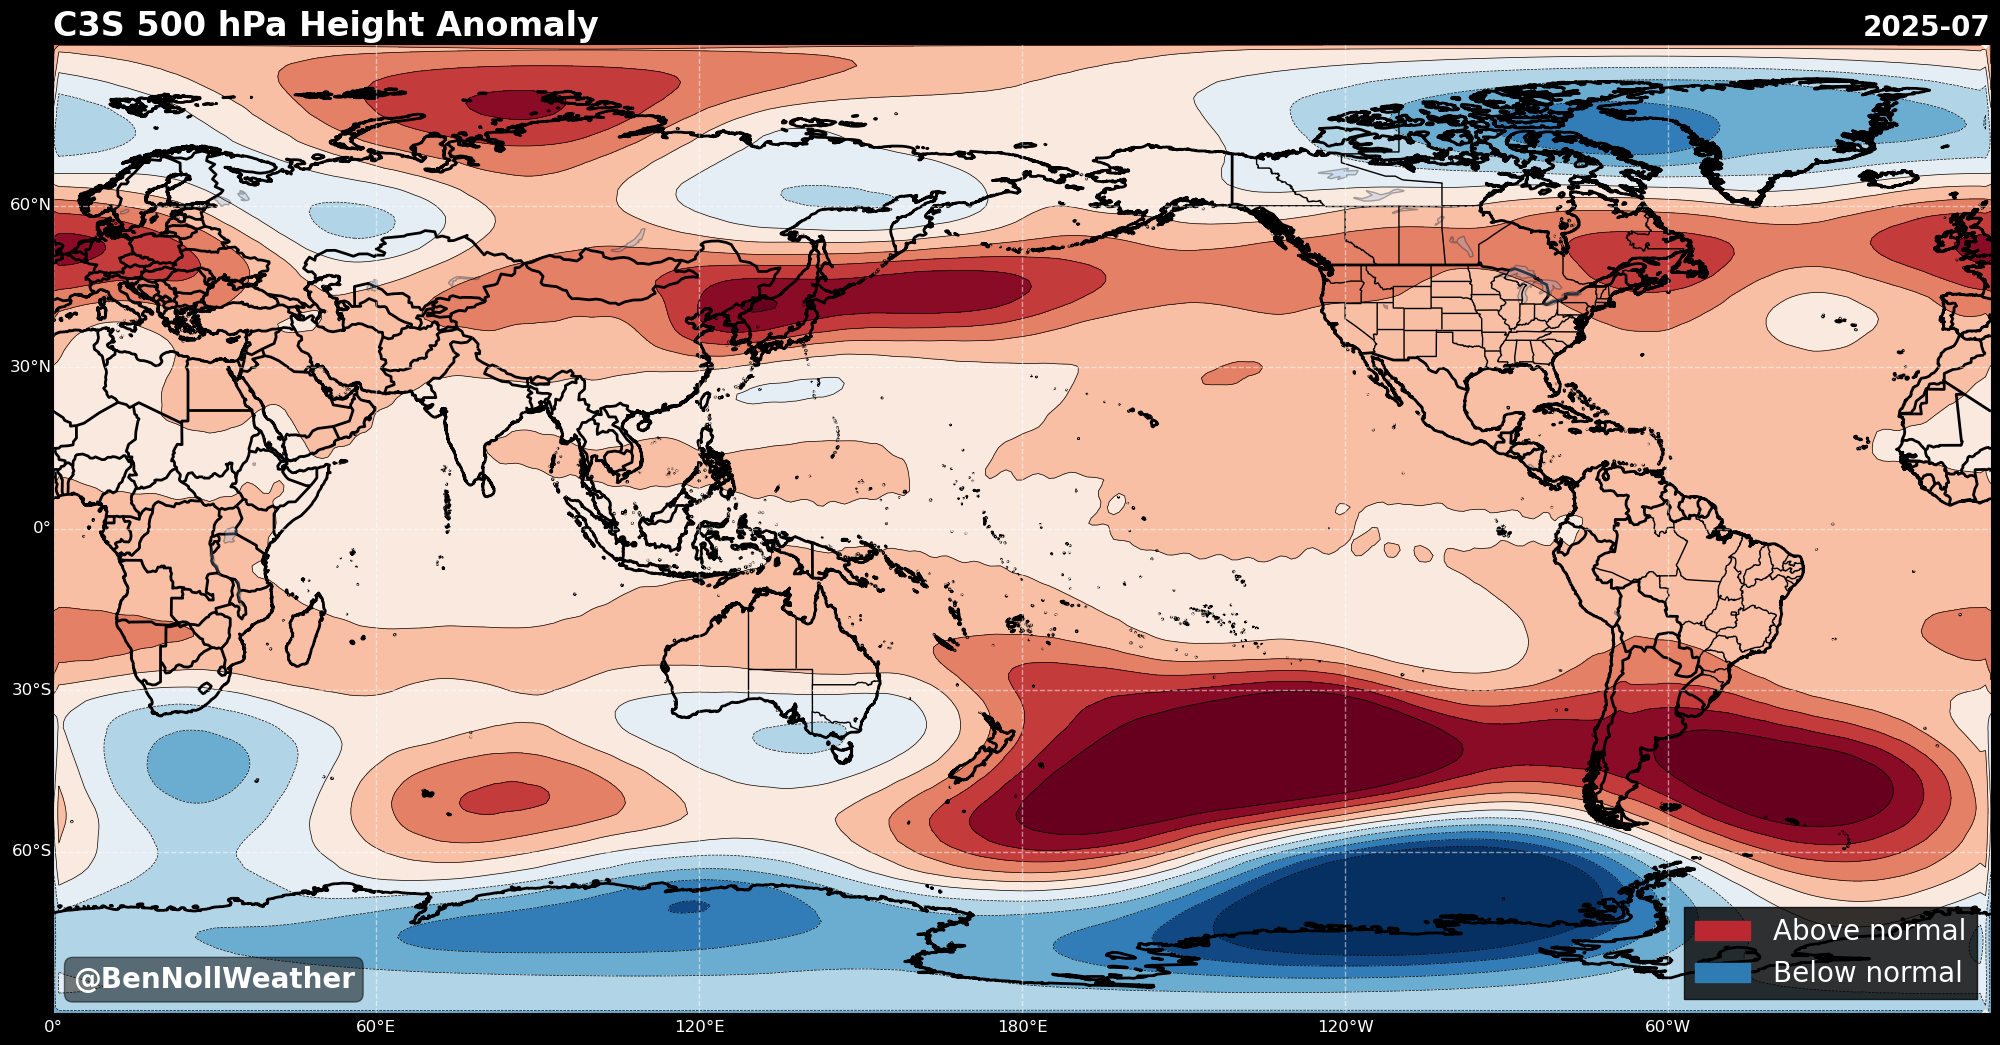 C3S 500 hPa Height Anomaly
2025-07
60°N
30°N
0°
30°S
60°S
Above normal
Below normal
@BenNollWeather
0°
60°E
120°E
180°E
120°W
60°W